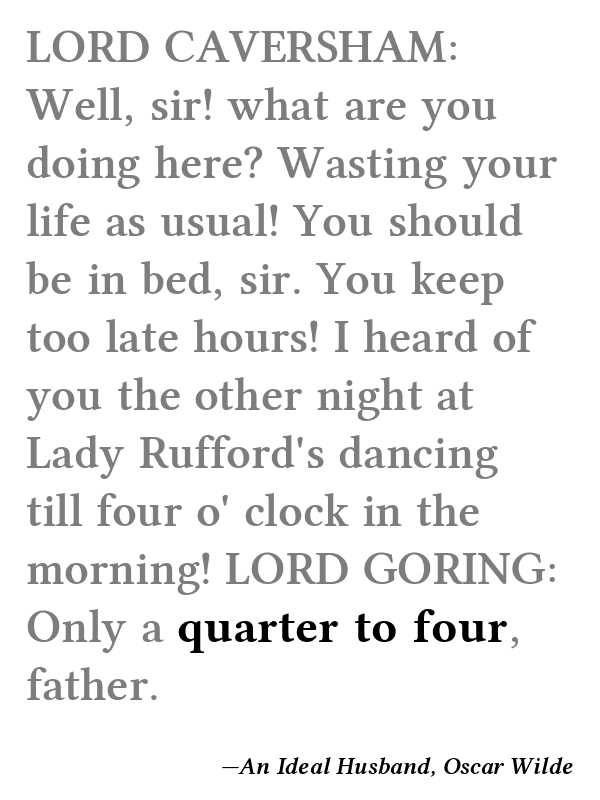 LORD CAVERSHAM:
Well, sir! what are you
doing here? Wasting your
life as usual! You should
be in bed, sir. You keep
too late hours! I heard of
you the other night at
Lady Rufford's dancing
till four o' clock in the
morning! LORD GORING:
Only a quarter to four,
father.
—An Ideal Husband, Oscar Wilde